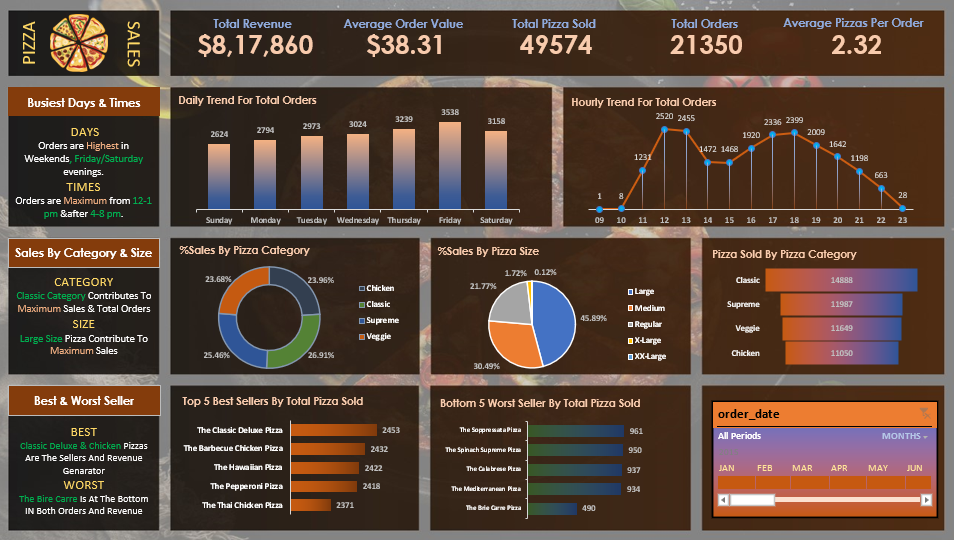 PIZZA
SALES
Total Revenue
$8,17,860
Average Order Value
$38.31
Total Pizza Sold
49574
Total Orders
21350
Average Pizzas Per Order
2.32
Busiest Days & Times
DAYS
Orders are Highest in
Weekends, Friday/Saturday
evenings.
TIMES
Orders are Maximum from 12-1
pm &after 4-8 pm.
Daily Trend For Total Orders
2624
2794
2973
3024
3239
3538
3158
Sunday
Monday
Tuesday
Wednesday
Thursday
Friday
Saturday
Hourly Trend For Total Orders
1
8
1231
2520
2455
1472
1468
1920
2336
2399
2009
1642
1198
663
28
09
10
11
12
13
14
15
16
17
18
19
20
21
22
23
Sales By Category & Size
CATEGORY
Classic Category Contributes To
Maximum Sales & Total Orders
SIZE
Large Size Pizza Contribute To
Maximum Sales
%Sales By Pizza Category
23.68%
23.96%
25.46%
26.91%
Chicken
Classic
Supreme
Veggie
%Sales By Pizza Size
1.72%
0.12%
21.77%
45.89%
30.49%
Large
Medium
Regular
X-Large
XX-Large
Pizza Sold By Pizza Category
Classic
14888
Supreme
11987
Veggie
11649
Chicken
11050
Best & Worst Seller
BEST
Classic Deluxe & Chicken Pizzas
Are The Sellers And Revenue
Genarator
WORST
The Bire Carre Is At The Bottom
IN Both Orders And Revenue
Top 5 Best Sellers By Total Pizza Sold
The Classic Deluxe Pizza
2453
The Barbecue Chicken Pizza
2432
The Hawaiian Pizza
2422
The Pepperoni Pizza
2418
The Thai Chicken Pizza
2371
Bottom 5 Worst Seller By Total Pizza Sold
The Soppressata Pizza
961
The Spinach Supreme Pizza
950
The Calabrese Pizza
937
The Mediterranean Pizza
934
The Brie Carre Pizza
490
order_date
All Periods
MONTHS
JAN
FEB
MAR
APR
MAY
JUN